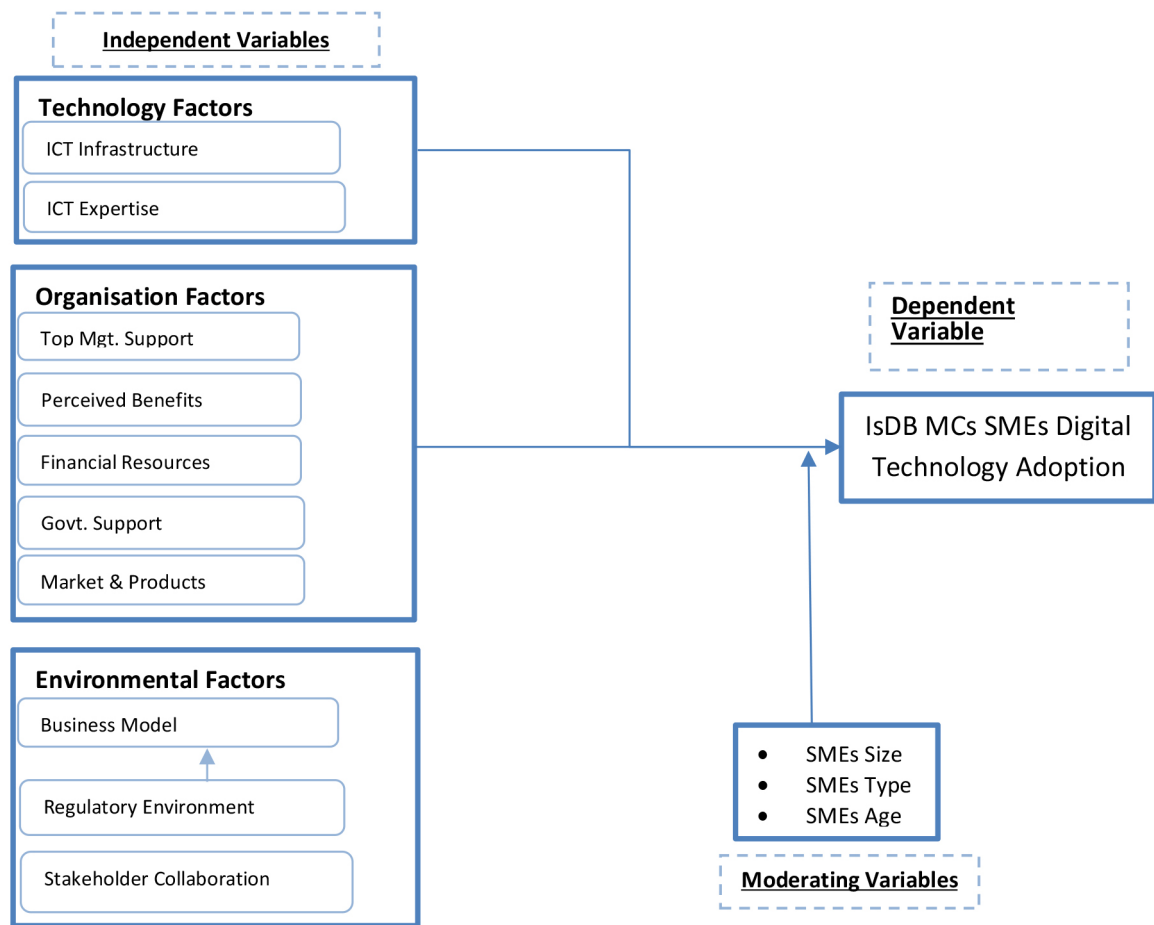 Independent Variables
Technology Factors
ICT Infrastructure
ICT Expertise
Organisation Factors
Top Mgt. Support
Perceived Benefits
Financial Resources
Govt. Support
Market & Products
Environmental Factors
Business Model
Regulatory Environment
Stakeholder Collaboration
Dependent
Variable
IsDB MCs SMEs Digital
Technology Adoption
• SMEs Size
• SMEs Type
• SMEs Age
Moderating Variables